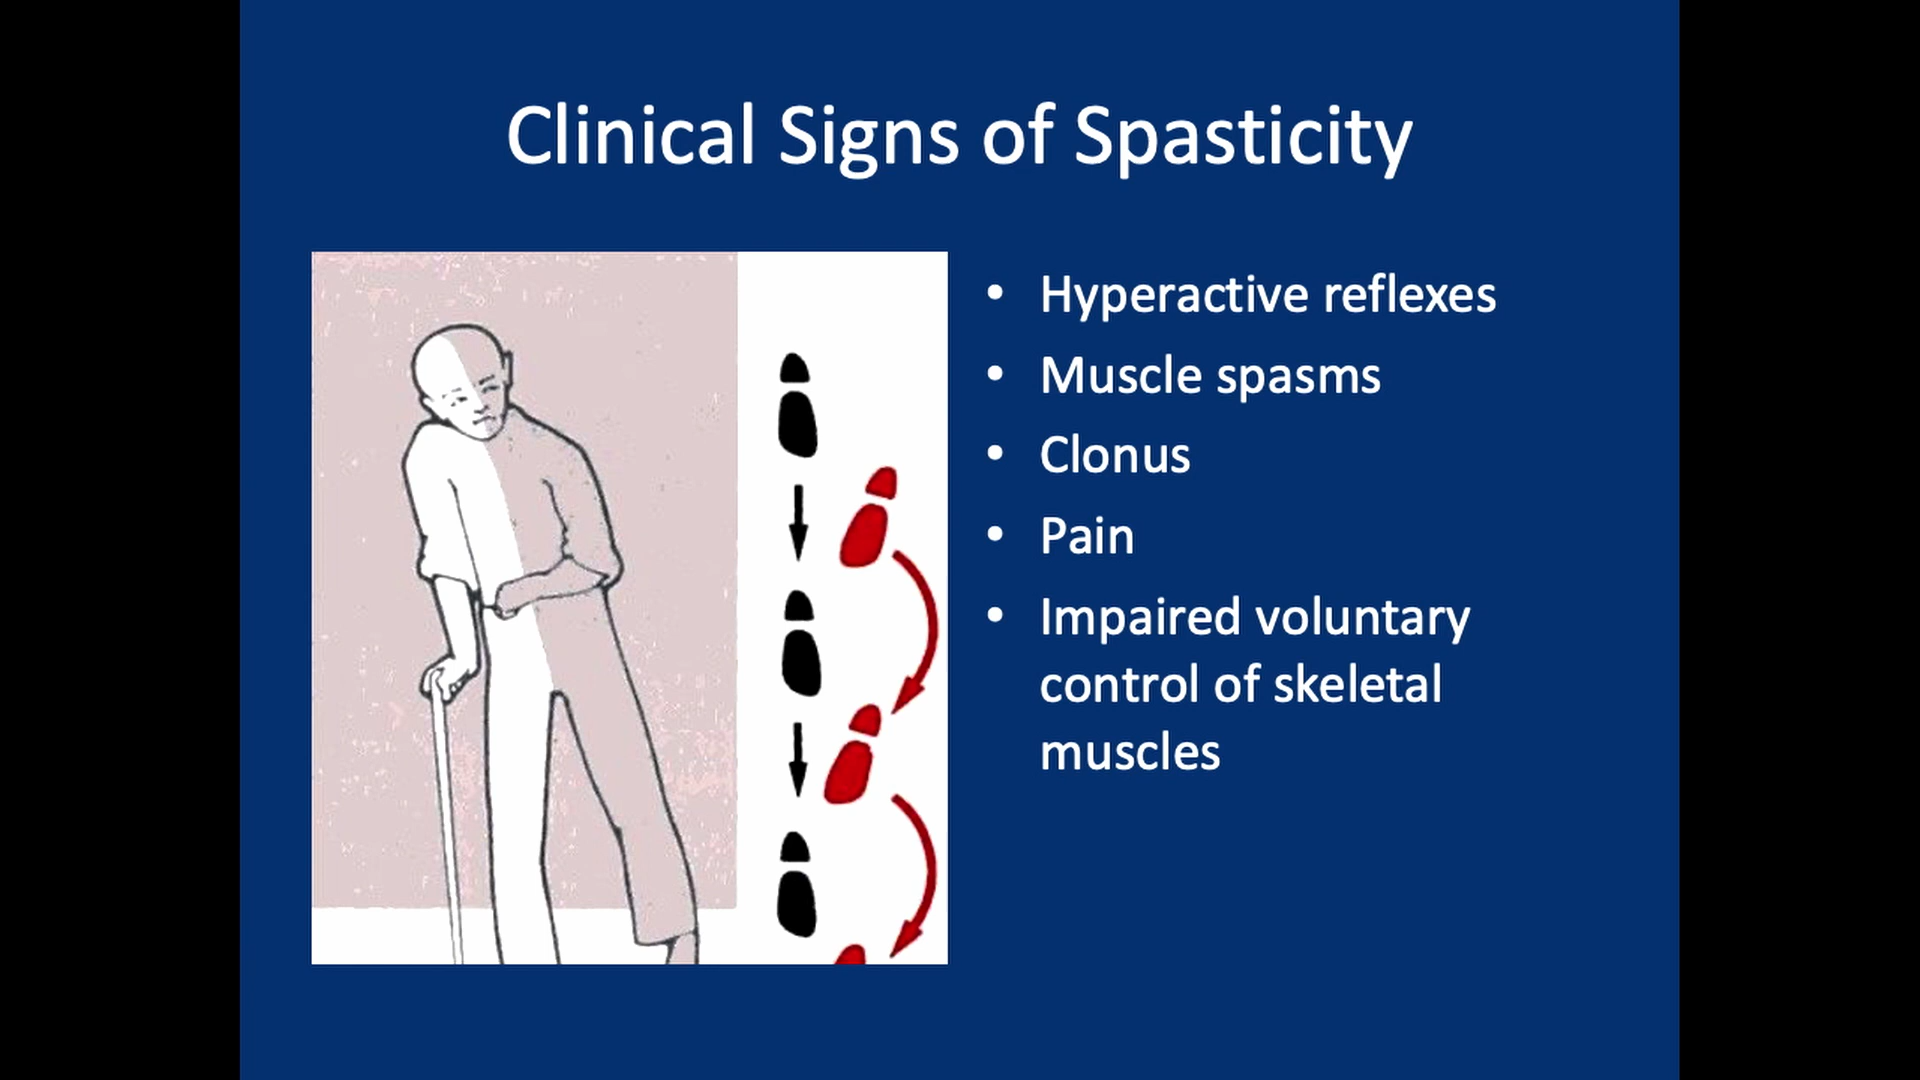 Clinical Signs of Spasticity
• Hyperactive reflexes
• Muscle spasms
• Clonus
• Pain
• Impaired voluntary
control of skeletal
muscles